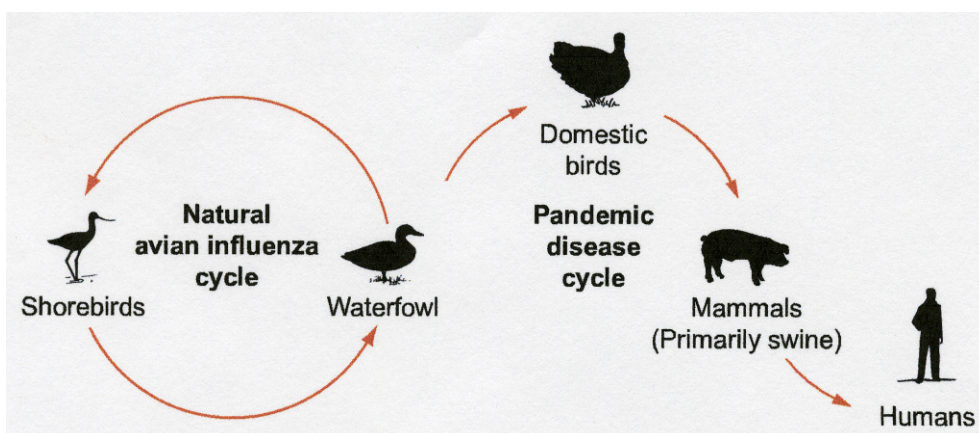 Domestic
birds
Natural
avian influenza
cycle
Pandemic
disease
cycle
Shorebirds
Waterfowl
Mammals
(Primarily swine)
Humans